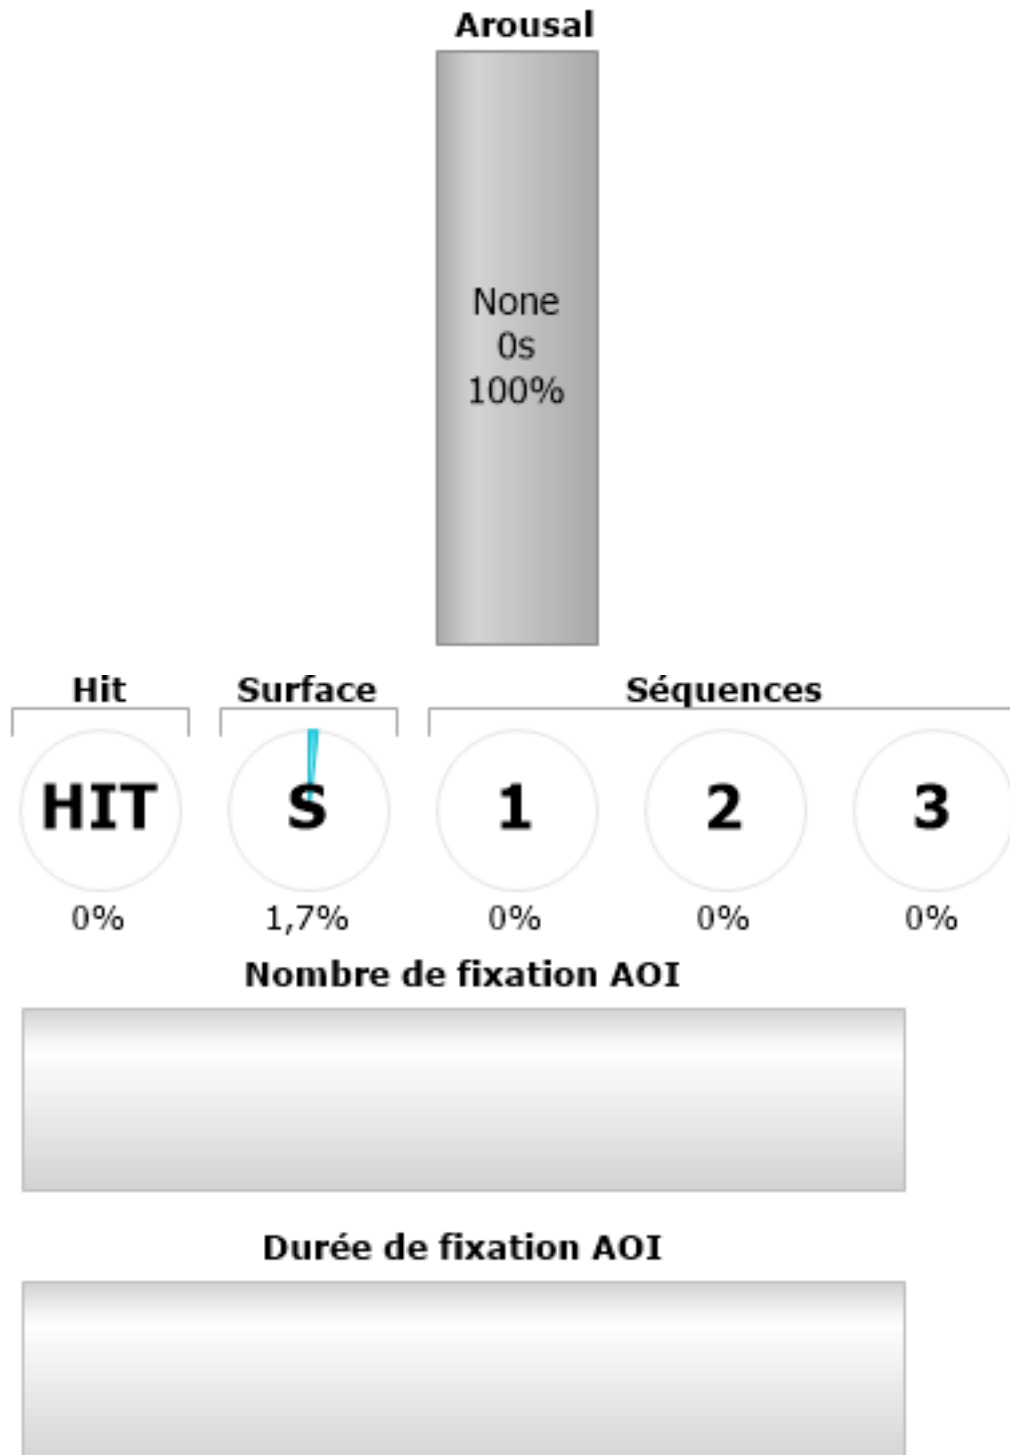 Arousal
None
0s
100%
Hit Surface Séquences
HIT S 1 2 3
0% 1,7% 0% 0% 0%
Nombre de fixation AOI
Durée de fixation AOI